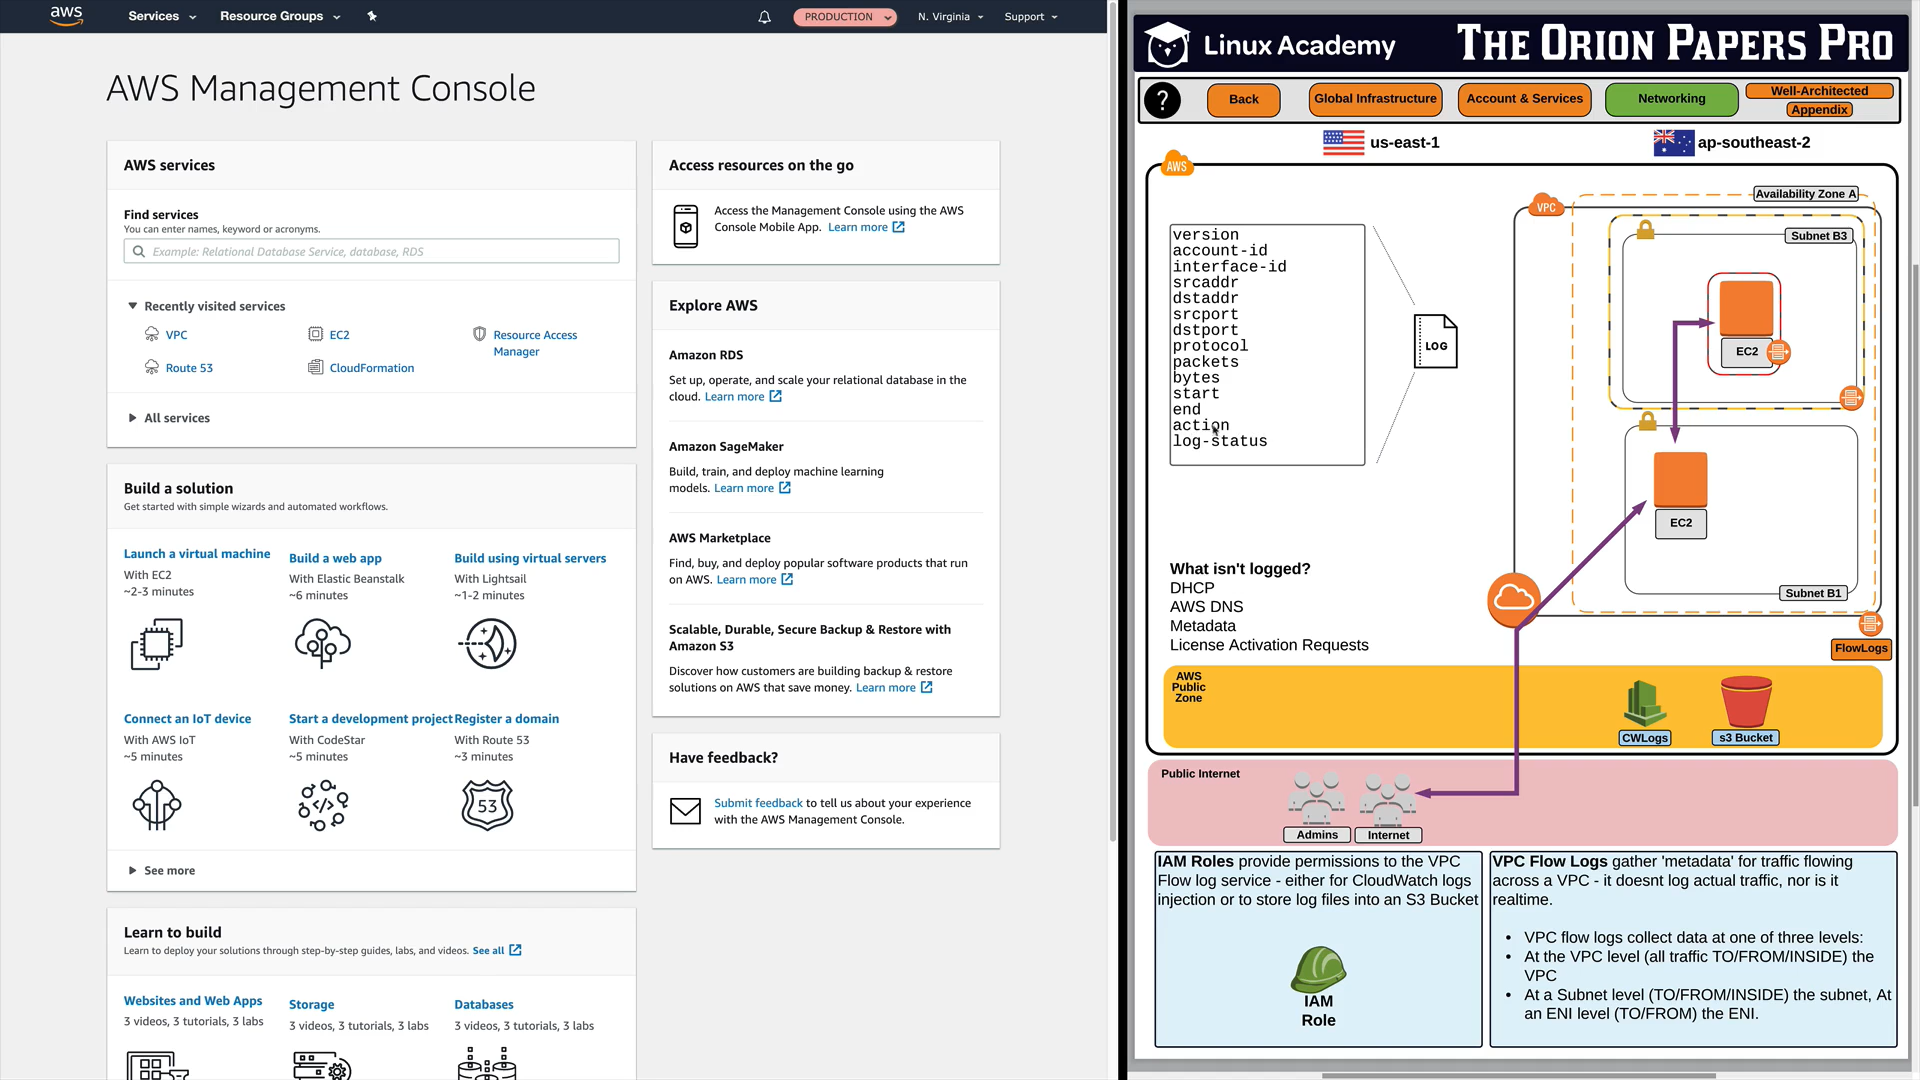 aws
Services
Resource Groups
PRODUCTION
N. Virginia
Support
AWS Management Console
AWS services
Find services
You can enter names, keyword or acronyms.
Example: Relational Database Service, database, RDS
Recently visited services
VPC
EC2
Resource Access
Manager
Route 53
CloudFormation
All services
Build a solution
Get started with simple wizards and automated workflows.
Launch a virtual machine
With EC2
~2-3 minutes
Build a web app
With Elastic Beanstalk
~6 minutes
Build using virtual servers
With Lightsail
~1-2 minutes
Connect an IoT device
With AWS IoT
~5 minutes
Start a development project
With CodeStar
~5 minutes
Register a domain
With Route 53
~3 minutes
53
See more
Learn to build
Learn to deploy your solutions through step-by-step guides, labs, and videos. See all
Websites and Web Apps
3 videos, 3 tutorials, 3 labs
Storage
3 videos, 3 tutorials, 3 labs
Databases
3 videos, 3 tutorials, 3 labs
Access resources on the go
Access the Management Console using the AWS
Console Mobile App. Learn more
Explore AWS
Amazon RDS
Set up, operate, and scale your relational database in the
cloud. Learn more
Amazon SageMaker
Build, train, and deploy machine learning
models. Learn more
AWS Marketplace
Find, buy, and deploy popular software products that run
on AWS. Learn more
Scalable, Durable, Secure Backup & Restore with
Amazon S3
Discover how customers are building backup & restore
solutions on AWS that save money. Learn more
Have feedback?
Submit feedback to tell us about your experience
with the AWS Management Console.
Linux Academy
THE ORION PAPERS PRO
?
Back
Global Infrastructure
Account & Services
Networking
Well-Architected
Appendix
us-east-1
ap-southeast-2
AWS
VPC
Availability Zone A
Subnet B3
version
account-id
interface-id
srcaddr
dstaddr
srcport
dstport
protocol
packets
bytes
start
end
action
log-status
LOG
EC2
EC2
Subnet B1
What isn't logged?
DHCP
AWS DNS
Metadata
License Activation Requests
FlowLogs
AWS
Public
Zone
CWLogs
s3 Bucket
Public Internet
Admins
Internet
IAM Roles provide permissions to the VPC
Flow log service - either for CloudWatch logs
injection or to store log files into an S3 Bucket
IAM
Role
VPC Flow Logs gather 'metadata' for traffic flowing
across a VPC - it doesnt log actual traffic, nor is it
realtime.
• VPC flow logs collect data at one of three levels:
• At the VPC level (all traffic TO/FROM/INSIDE) the
VPC
• At a Subnet level (TO/FROM/INSIDE) the subnet, At
an ENI level (TO/FROM) the ENI.